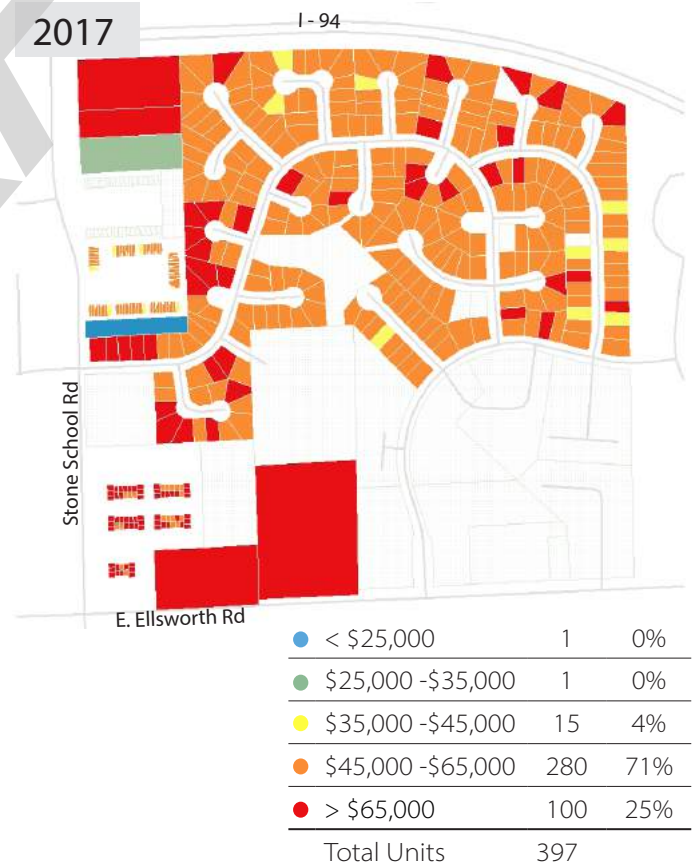 2017
I - 94
Stone School Rd
E. Ellsworth Rd
< $25,000 1 0%
$25,000 -$35,000 1 0%
$35,000 -$45,000 15 4%
$45,000 -$65,000 280 71%
> $65,000 100 25%
Total Units 397